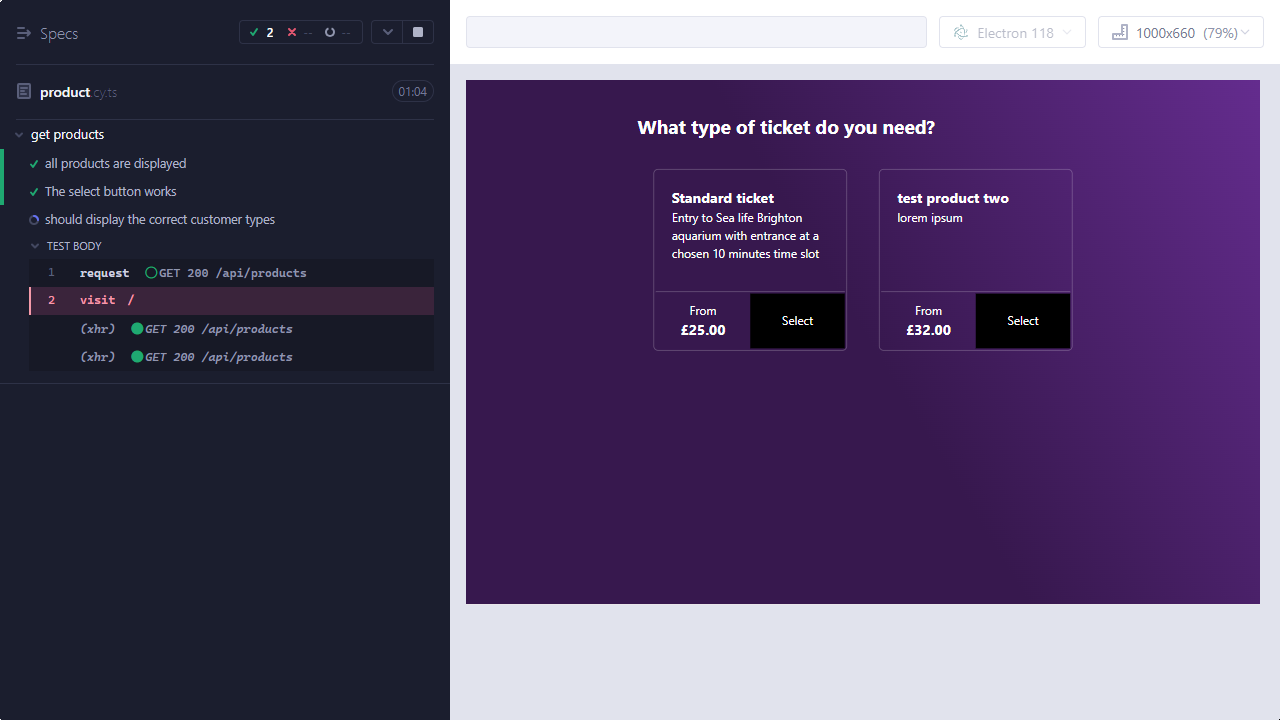 Specs
2 -- --
product.cy.ts
01:04
get products
all products are displayed
The select button works
should display the correct customer types
TEST BODY
1 request GET 200 /api/products
2 visit /
(xhr) GET 200 /api/products
(xhr) GET 200 /api/products
Electron 118
1000x660 (79%)
What type of ticket do you need?
Standard ticket
Entry to Sea life Brighton
aquarium with entrance at a
chosen 10 minutes time slot
From
£25.00
Select
test product two
lorem ipsum
From
£32.00
Select